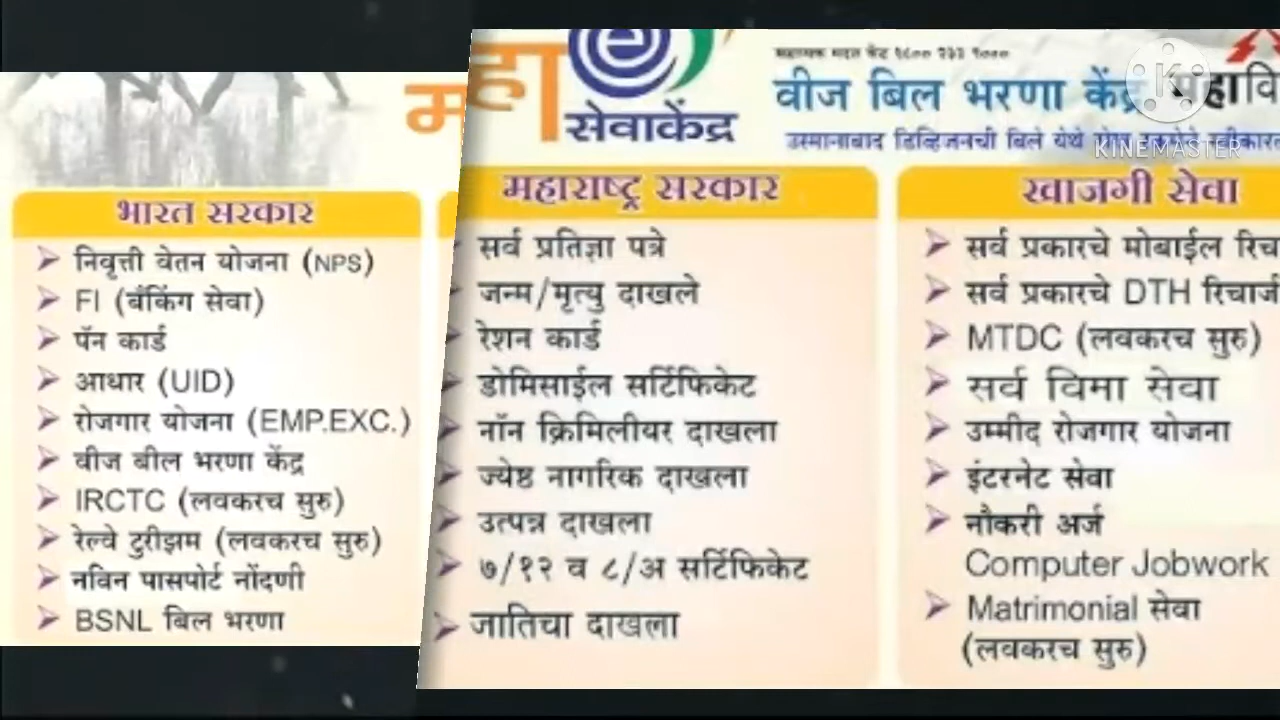 महा
सेवाकेंद्र
वीज बिल भरणा केंद्र
महावि
उस्मानाबाद डिव्हिजनची बिले येथे
KINEMASTER
भारत सरकार
निवृत्ती वेतन योजना (NPS)
FI (बँकिंग सेवा)
पॅन कार्ड
आधार (UID)
रोजगार योजना (EMP.EXC.)
वीज बील भरणा केंद्र
IRCTC (लवकरच सुरु)
रेल्वे टुरीझम (लवकरच सुरु)
नविन पासपोर्ट नोंदणी
BSNL बिल भरणा
महाराष्ट्र सरकार
सर्व प्रतिज्ञा पत्रे
जन्म/मृत्यु दाखले
रेशन कार्ड
डोमिसाईल सर्टिफिकेट
नॉन क्रिमिलीयर दाखला
ज्येष्ठ नागरिक दाखला
उत्पन्न दाखला
७/१२ व ८/अ सर्टिफिकेट
जातिचा दाखला
खाजगी सेवा
सर्व प्रकारचे मोबाईल रिच
सर्व प्रकारचे DTH रिचार्ज
MTDC (लवकरच सुरु)
सर्व विमा सेवा
उम्मीद रोजगार योजना
इंटरनेट सेवा
नौकरी अर्ज
Computer Jobwork
Matrimonial सेवा
(लवकरच सुरु)